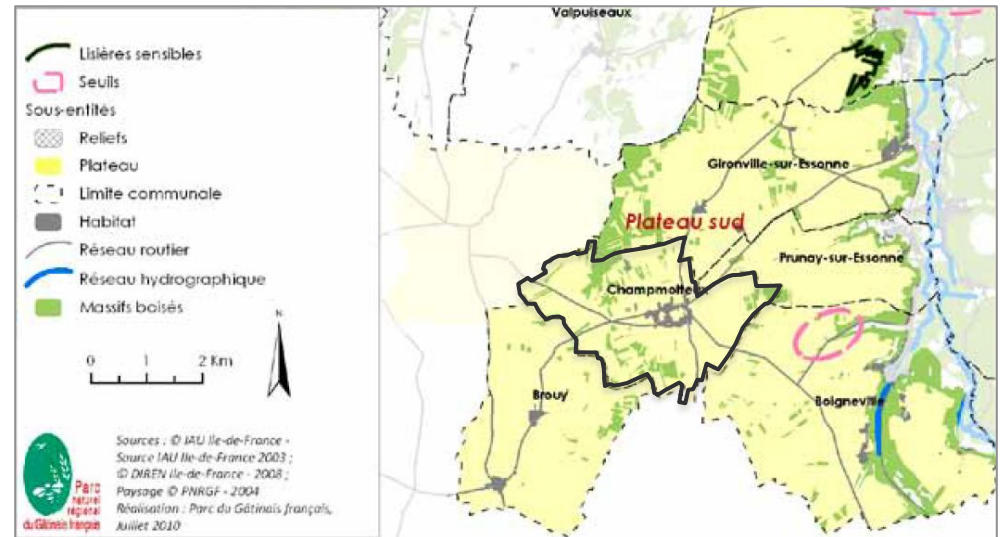 Lisières sensibles
Seuils
Sous-entités
Reliefs
Plateau
Limite communale
Habitat
Réseau routier
Réseau hydrographique
Massifs boisés
N
0 1 2 Km
Parc
naturel
régional
du Gâtinais français
Sources : © IAU Ile-de-France -
Source IAU Ile-de-France 2003 ;
© DIREN Ile-de-France - 2008 ;
Paysage © PNRGF - 2004
Réalisation : Parc du Gâtinais français,
Juillet 2010
Valpuiseaux
Gironville-sur-Essonne
Plateau sud
Prunay-sur-Essonne
Champmotteux
Brouy
Boigneville